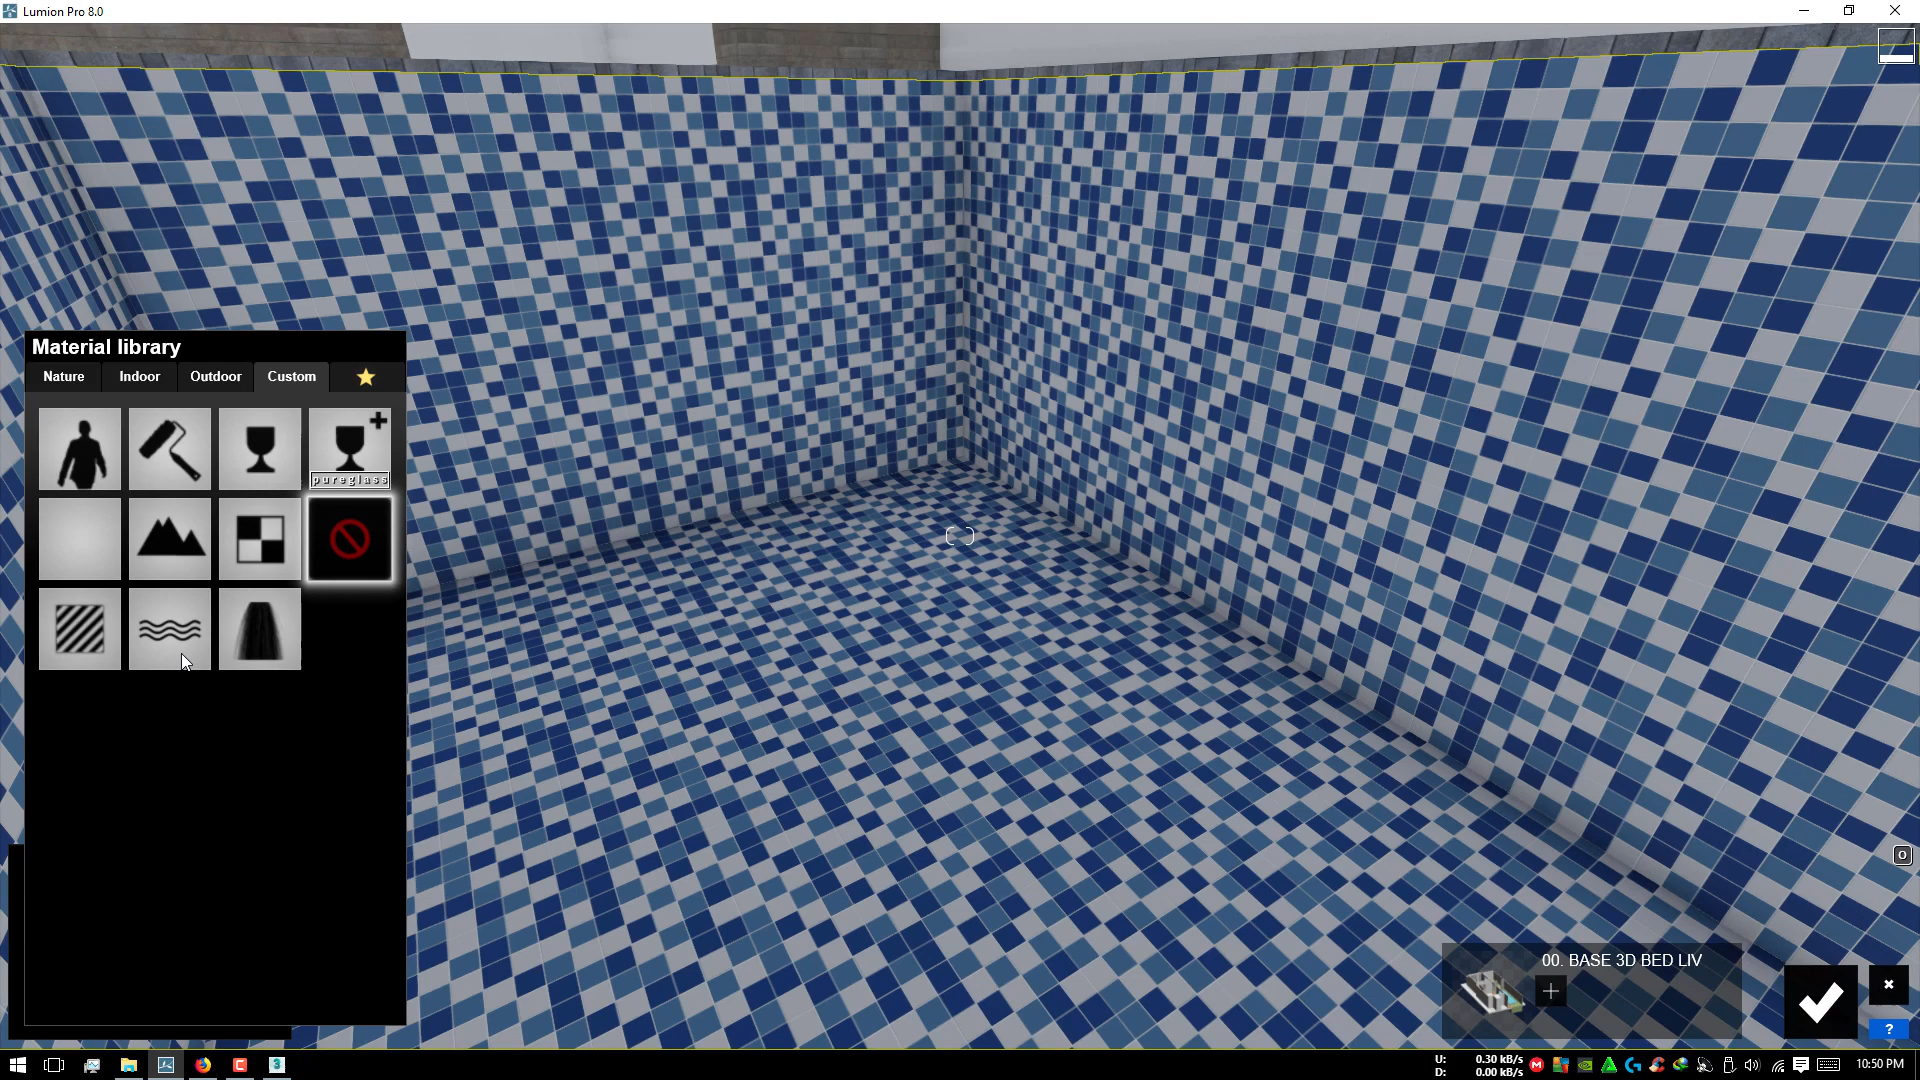 Lumion Pro 8.0
Material library
Nature Indoor Outdoor Custom
pureglass
O
00. BASE 3D BED LIV
?
U: 0.30 kB/s
D: 0.00 kB/s
10:50 PM